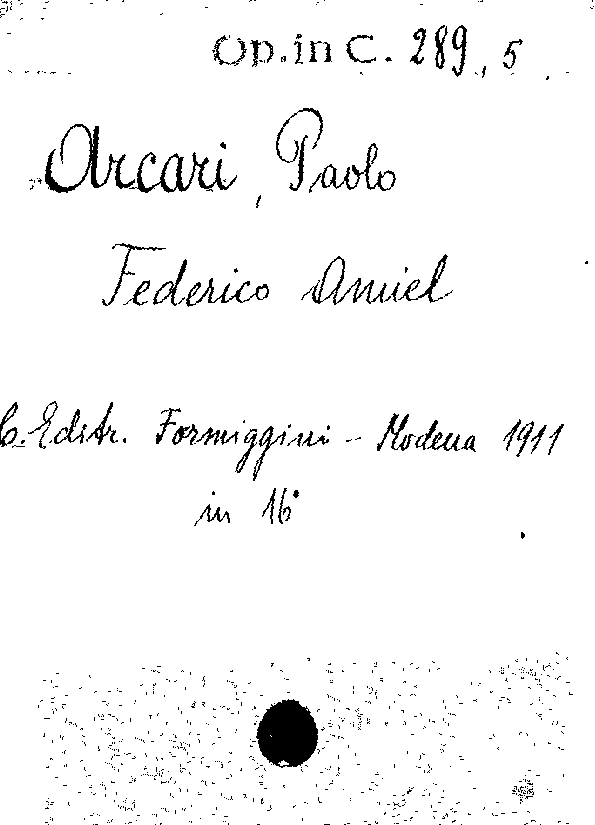 Op. in C. 289, 5
Arcari, Paolo
Federico Amiel
Formiggini - Modena 1911
in 16°